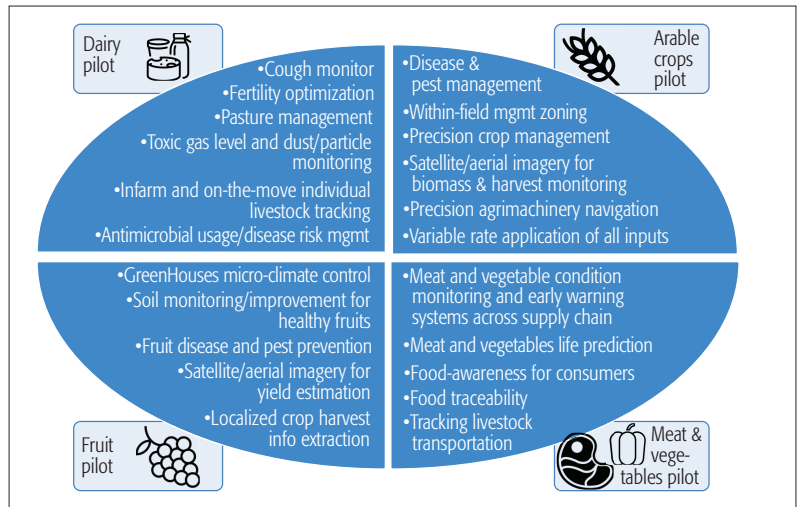 Dairy
pilot
•Cough monitor
•Fertility optimization
•Pasture management
•Toxic gas level and dust/particle
monitoring
•Infarm and on-the-move individual
livestock tracking
•Antimicrobial usage/disease risk mgmt
Arable
crops
pilot
•Disease &
pest management
•Within-field mgmt zoning
•Precision crop management
•Satellite/aerial imagery for
biomass & harvest monitoring
•Precision agrimachinery navigation
•Variable rate application of all inputs
•GreenHouses micro-climate control
•Soil monitoring/improvement for
healthy fruits
•Fruit disease and pest prevention
•Satellite/aerial imagery for
yield estimation
•Localized crop harvest
info extraction
Fruit
pilot
•Meat and vegetable condition
monitoring and early warning
systems across supply chain
•Meat and vegetables life prediction
•Food-awareness for consumers
•Food traceability
•Tracking livestock
transportation
Meat &
vege-
tables pilot